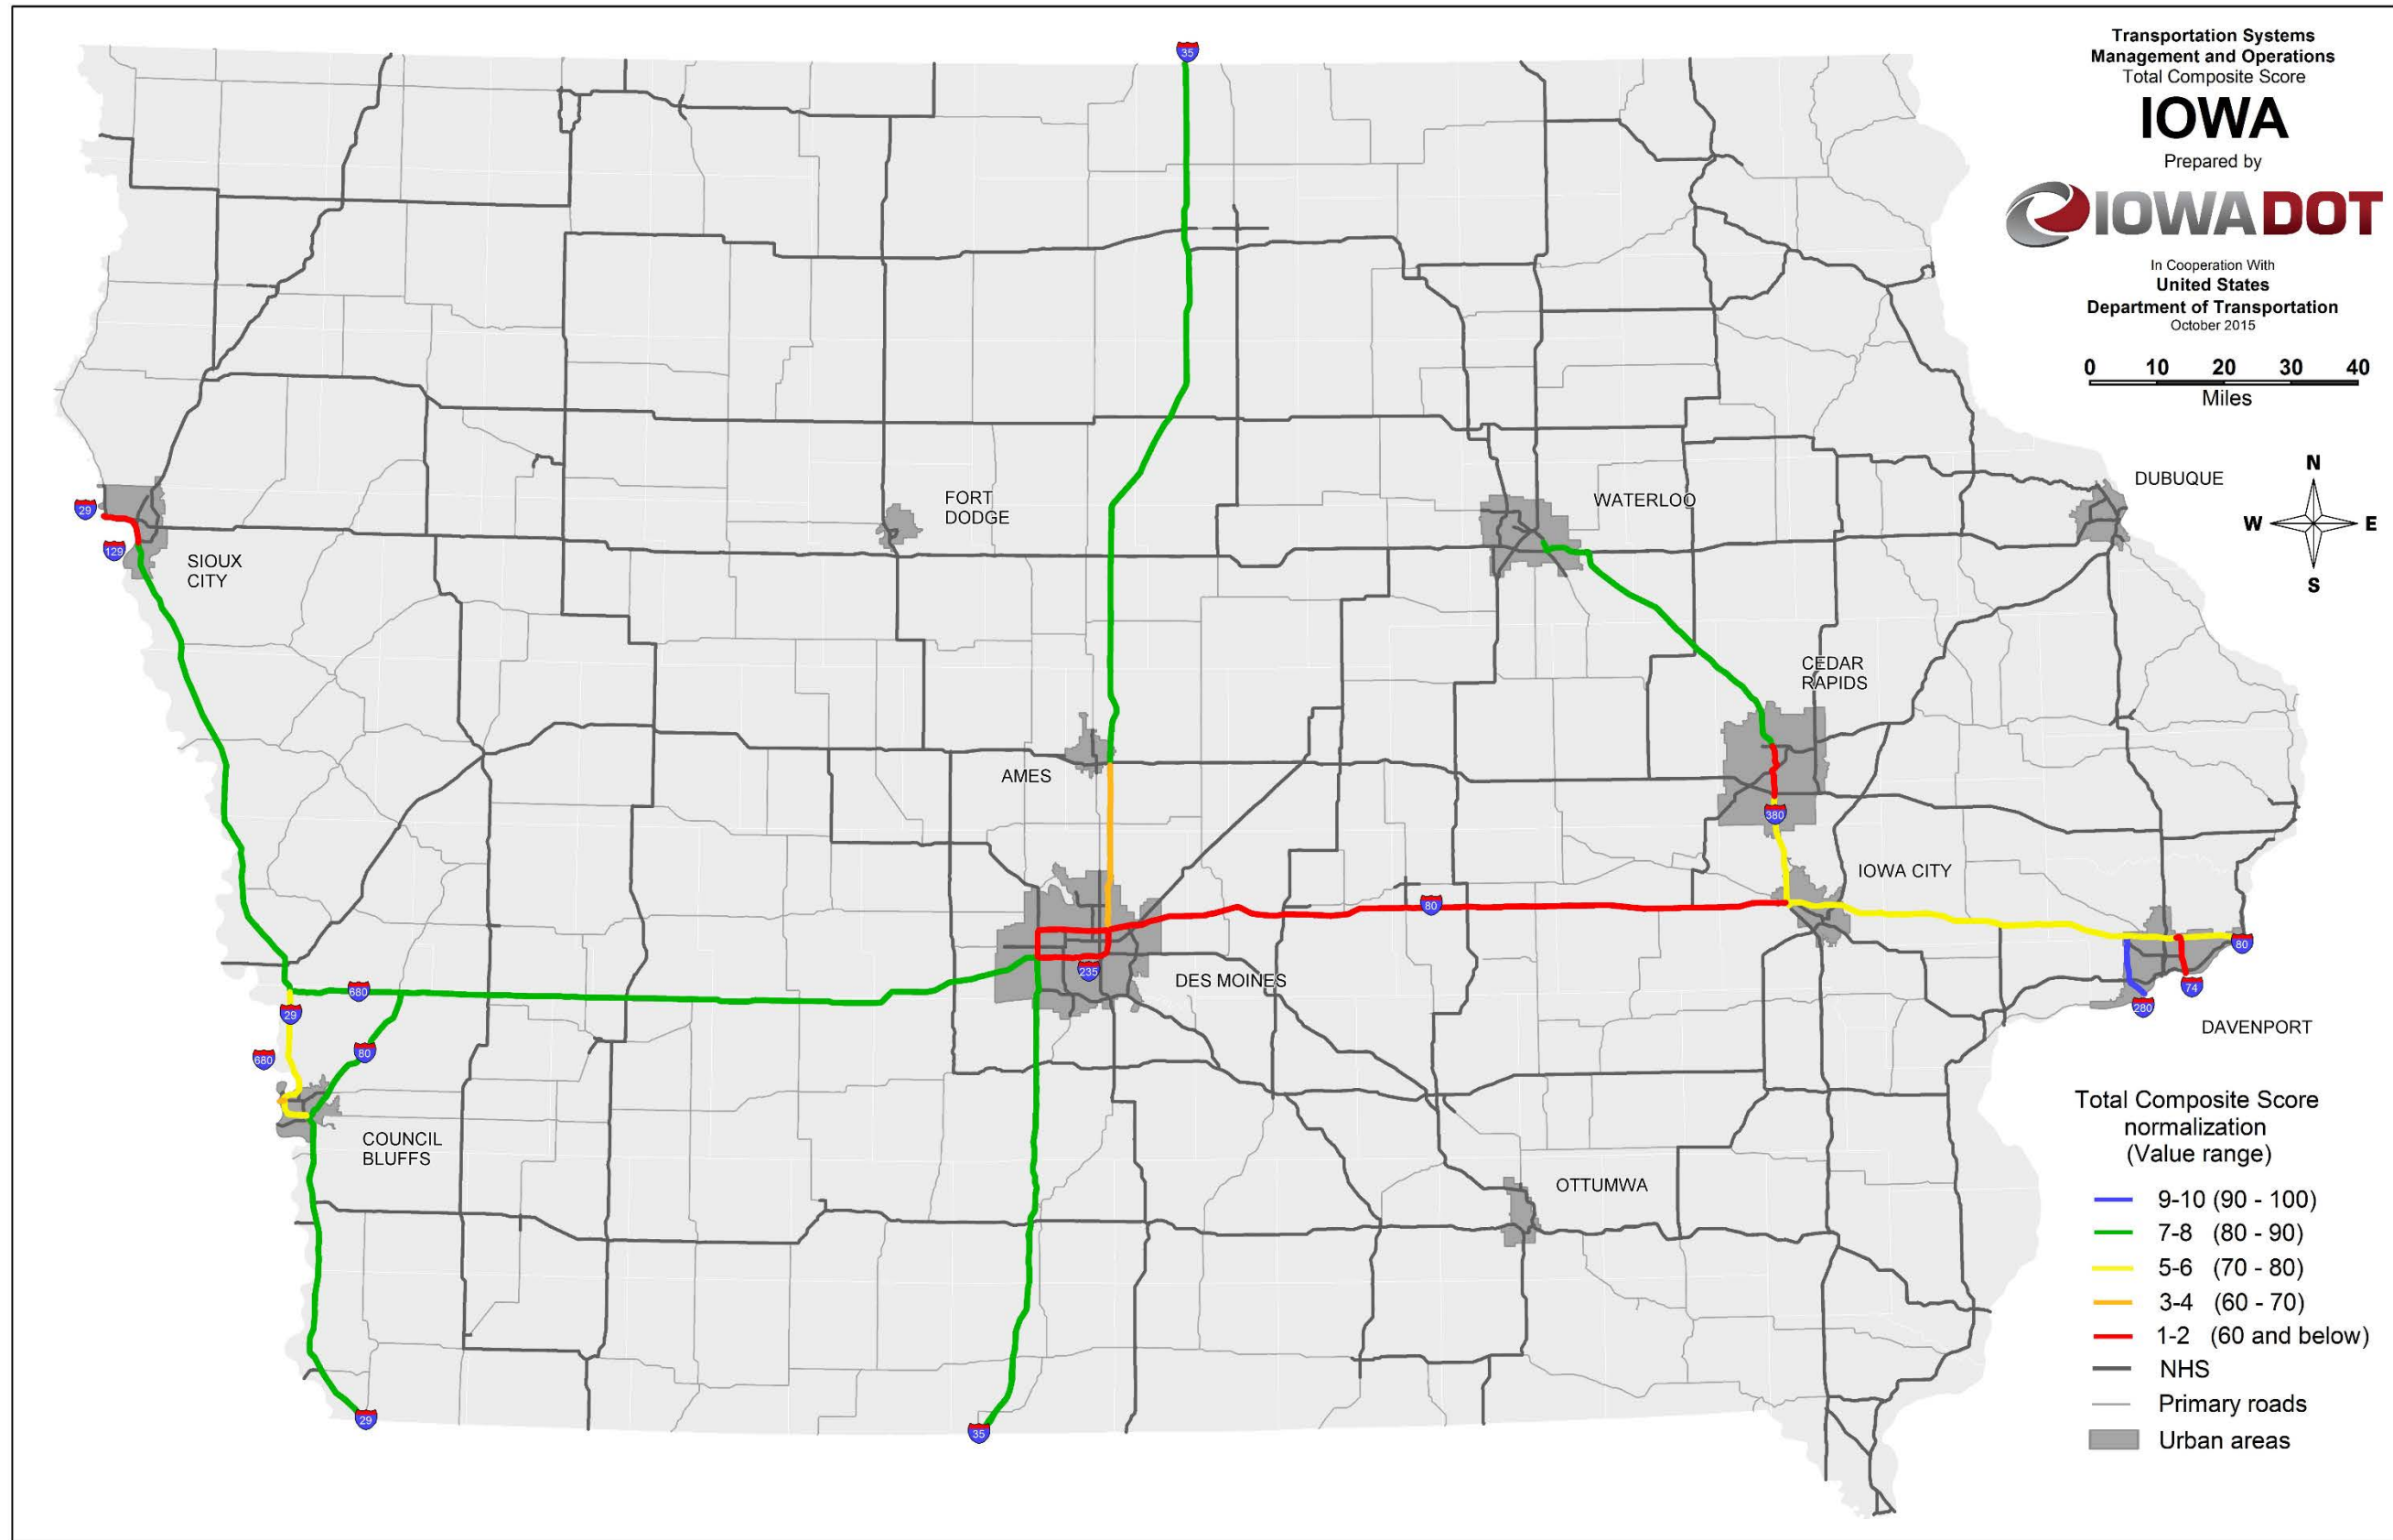 Transportation Systems
Management and Operations
Total Composite Score
IOWA
Prepared by
IOWADOT
In Cooperation With
United States
Department of Transportation
October 2015
0 10 20 30 40
Miles
N
W E
S
35
29
129
SIOUX
CITY
FORT
DODGE
WATERLOO
DUBUQUE
CEDAR
RAPIDS
380
AMES
IOWA CITY
80
235
DES MOINES
80
74
280
DAVENPORT
680
29
680
80
COUNCIL
BLUFFS
OTTUMWA
29
35
Total Composite Score
normalization
(Value range)
9-10 (90 - 100)
7-8 (80 - 90)
5-6 (70 - 80)
3-4 (60 - 70)
1-2 (60 and below)
NHS
Primary roads
Urban areas